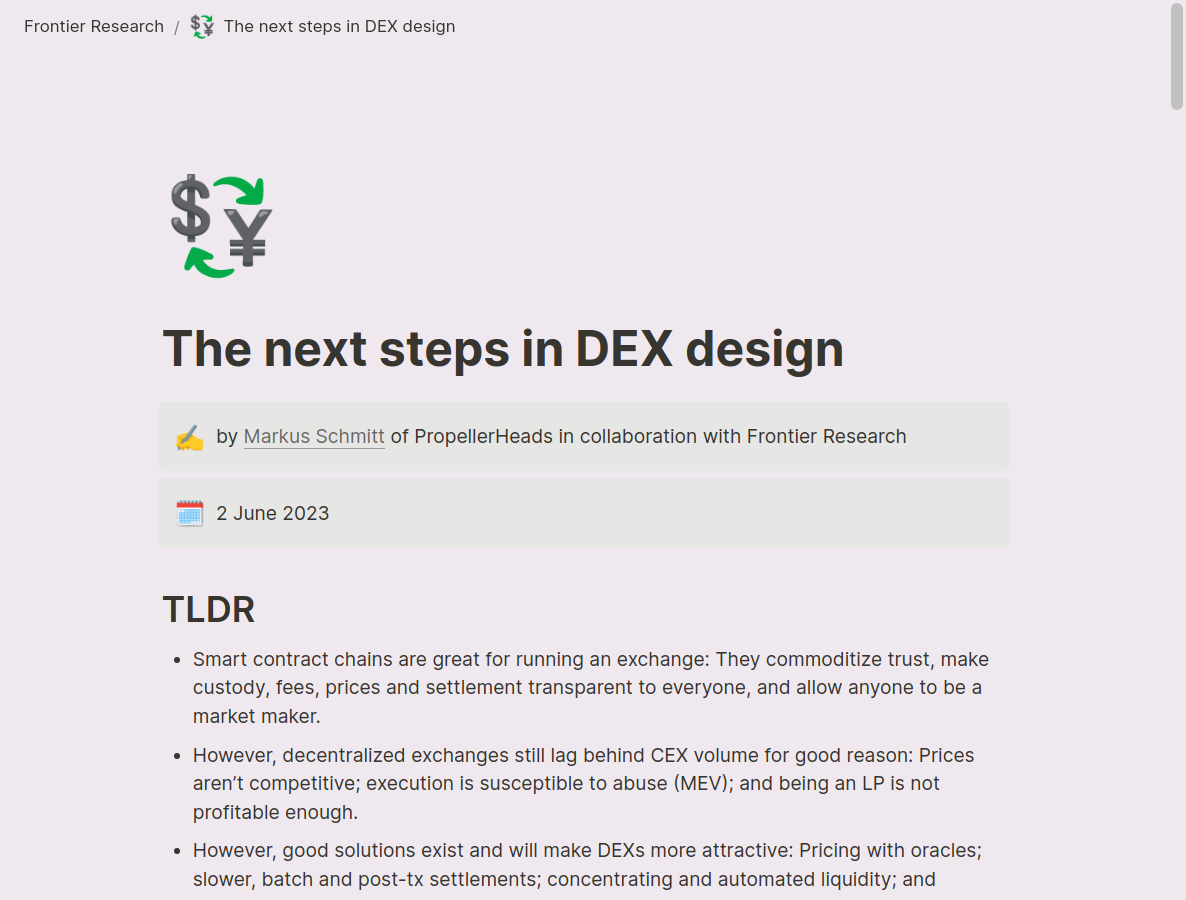 Frontier Research / The next steps in DEX design
The next steps in DEX design
by Markus Schmitt of PropellerHeads in collaboration with Frontier Research
2 June 2023
TLDR
• Smart contract chains are great for running an exchange: They commoditize trust, make
custody, fees, prices and settlement transparent to everyone, and allow anyone to be a
market maker.
• However, decentralized exchanges still lag behind CEX volume for good reason: Prices
aren’t competitive; execution is susceptible to abuse (MEV); and being an LP is not
profitable enough.
• However, good solutions exist and will make DEXs more attractive: Pricing with oracles;
slower, batch and post-tx settlements; concentrating and automated liquidity; and